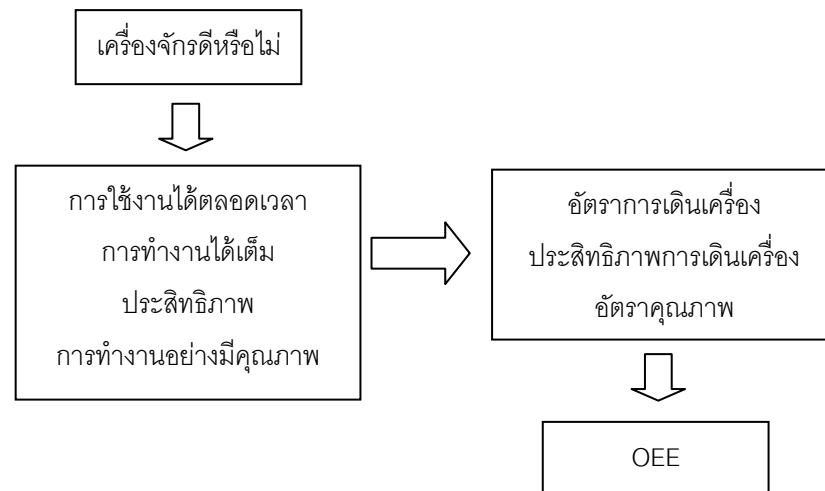 เครื่องจักรดีหรือไม่
การใช้งานได้ตลอดเวลา
การทำงานได้เต็ม
ประสิทธิภาพ
การทำงานอย่างมีคุณภาพ
อัตราการเดินเครื่อง
ประสิทธิภาพการเดินเครื่อง
อัตราคุณภาพ
OEE